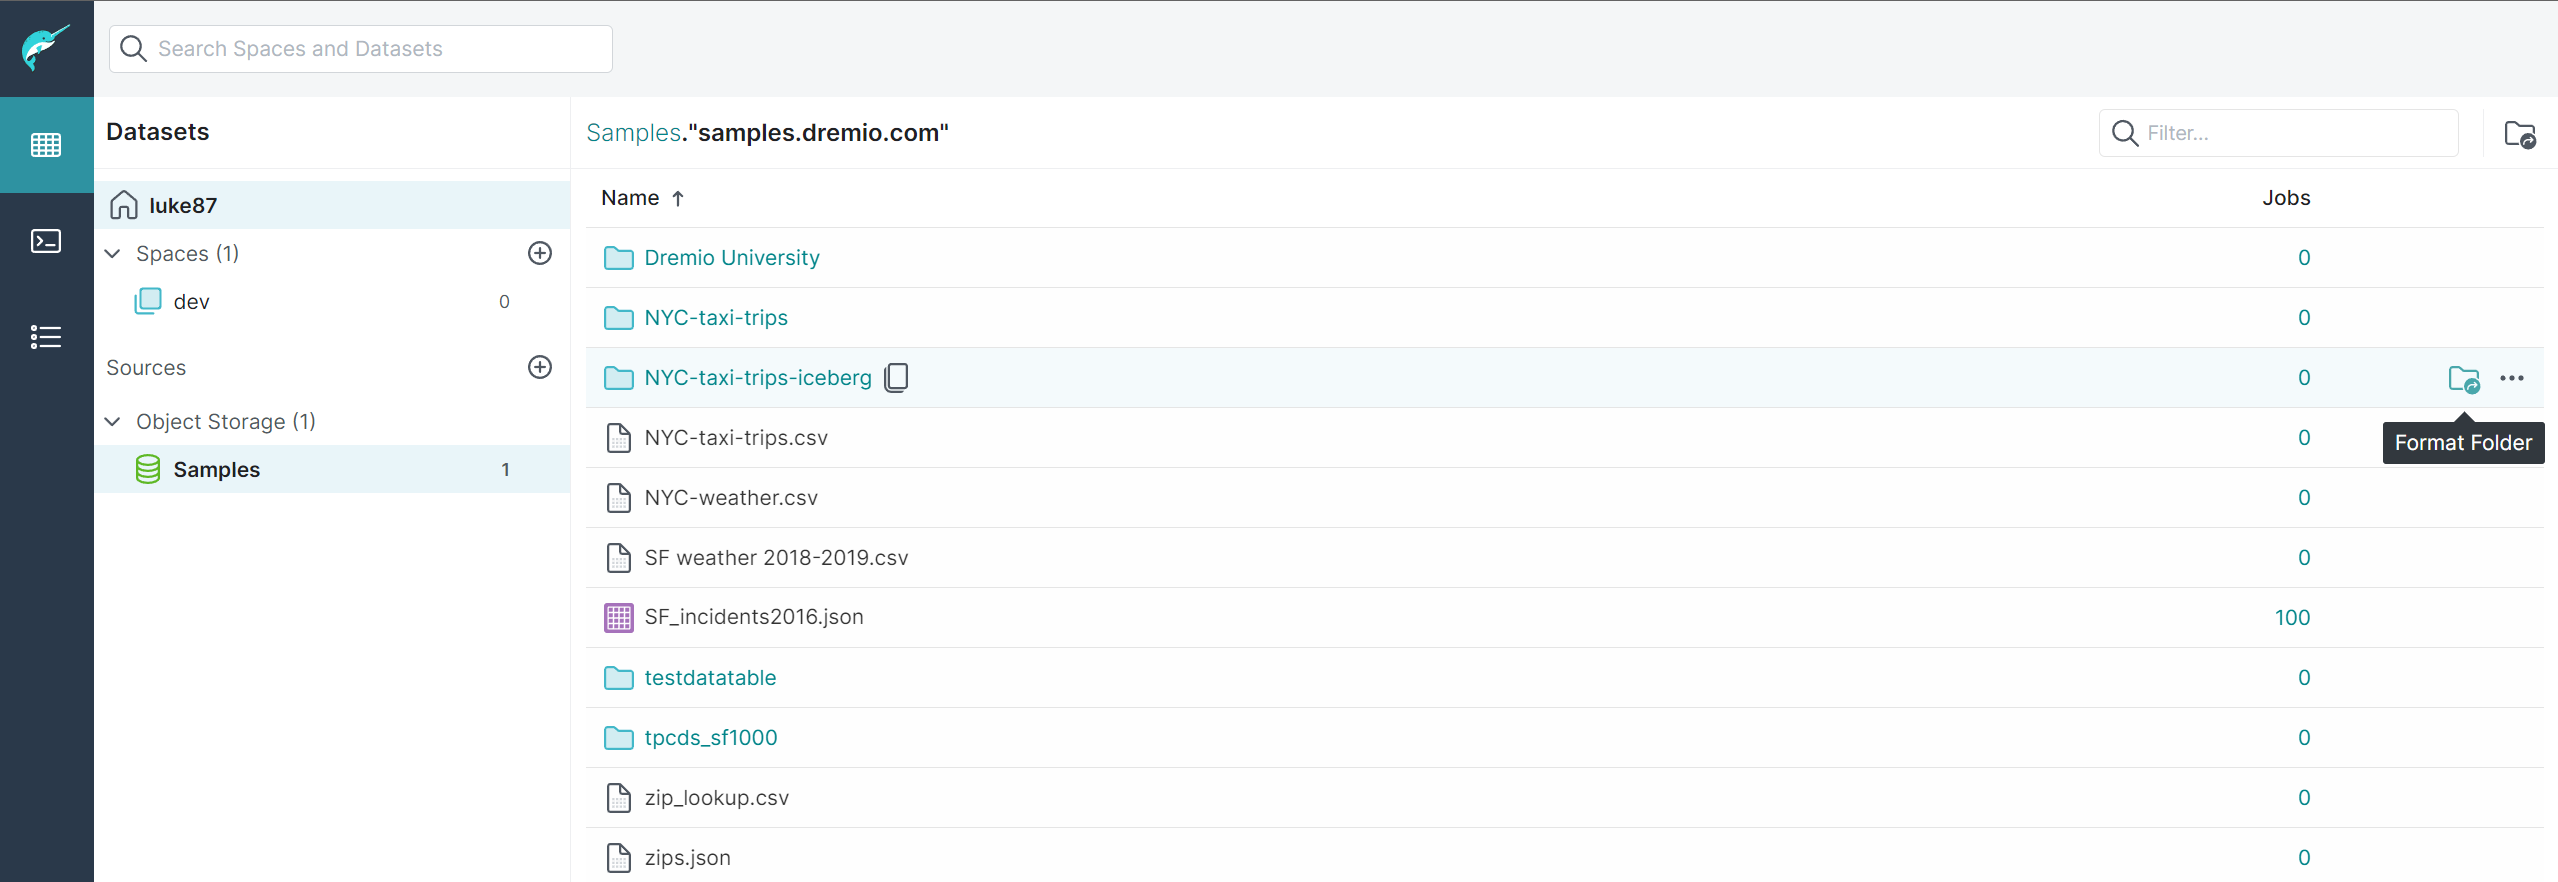 Search Spaces and Datasets
Datasets
luke87
Spaces (1)
dev 0
Sources
Object Storage (1)
Samples 1
Samples."samples.dremio.com"
Filter...
Name ↑ Jobs
Dremio University 0
NYC-taxi-trips 0
NYC-taxi-trips-iceberg 0
Format Folder
NYC-taxi-trips.csv 0
NYC-weather.csv 0
SF weather 2018-2019.csv 0
SF_incidents2016.json 100
testdatatable 0
tpcds_sf1000 0
zip_lookup.csv 0
zips.json 0